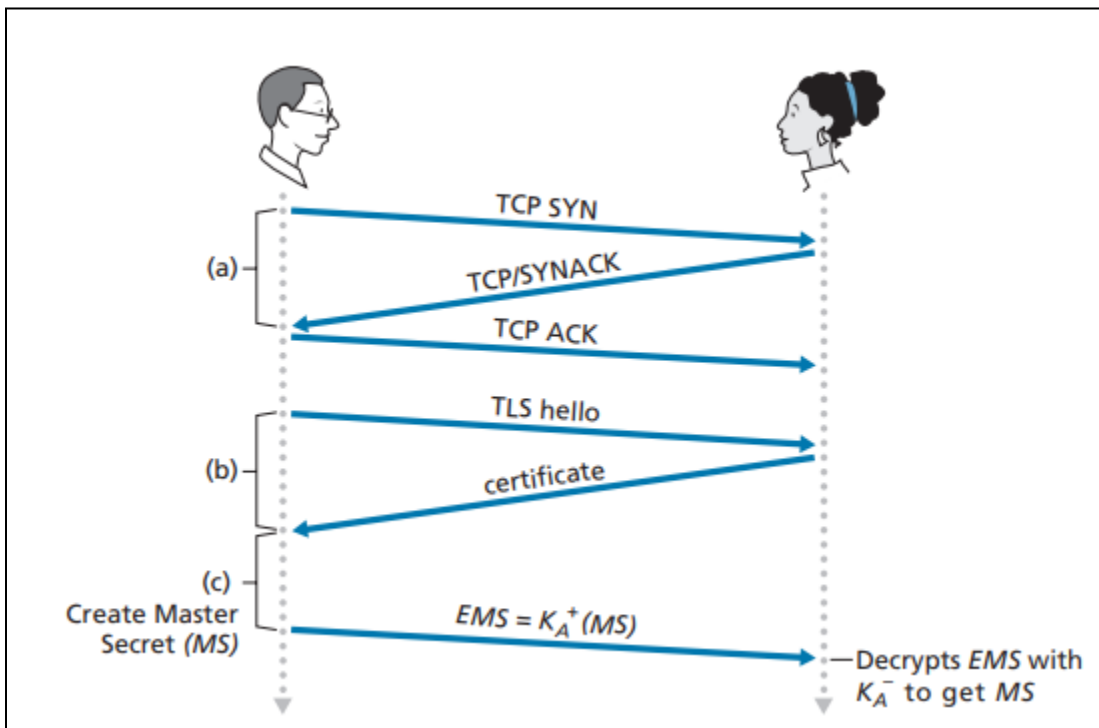 TCP SYN
(a)
TCP/SYNACK
TCP ACK
TLS hello
(b)
certificate
(c)
Create Master
Secret (MS)
EMS = K_A^+ (MS)
Decrypts EMS with
K_A^- to get MS